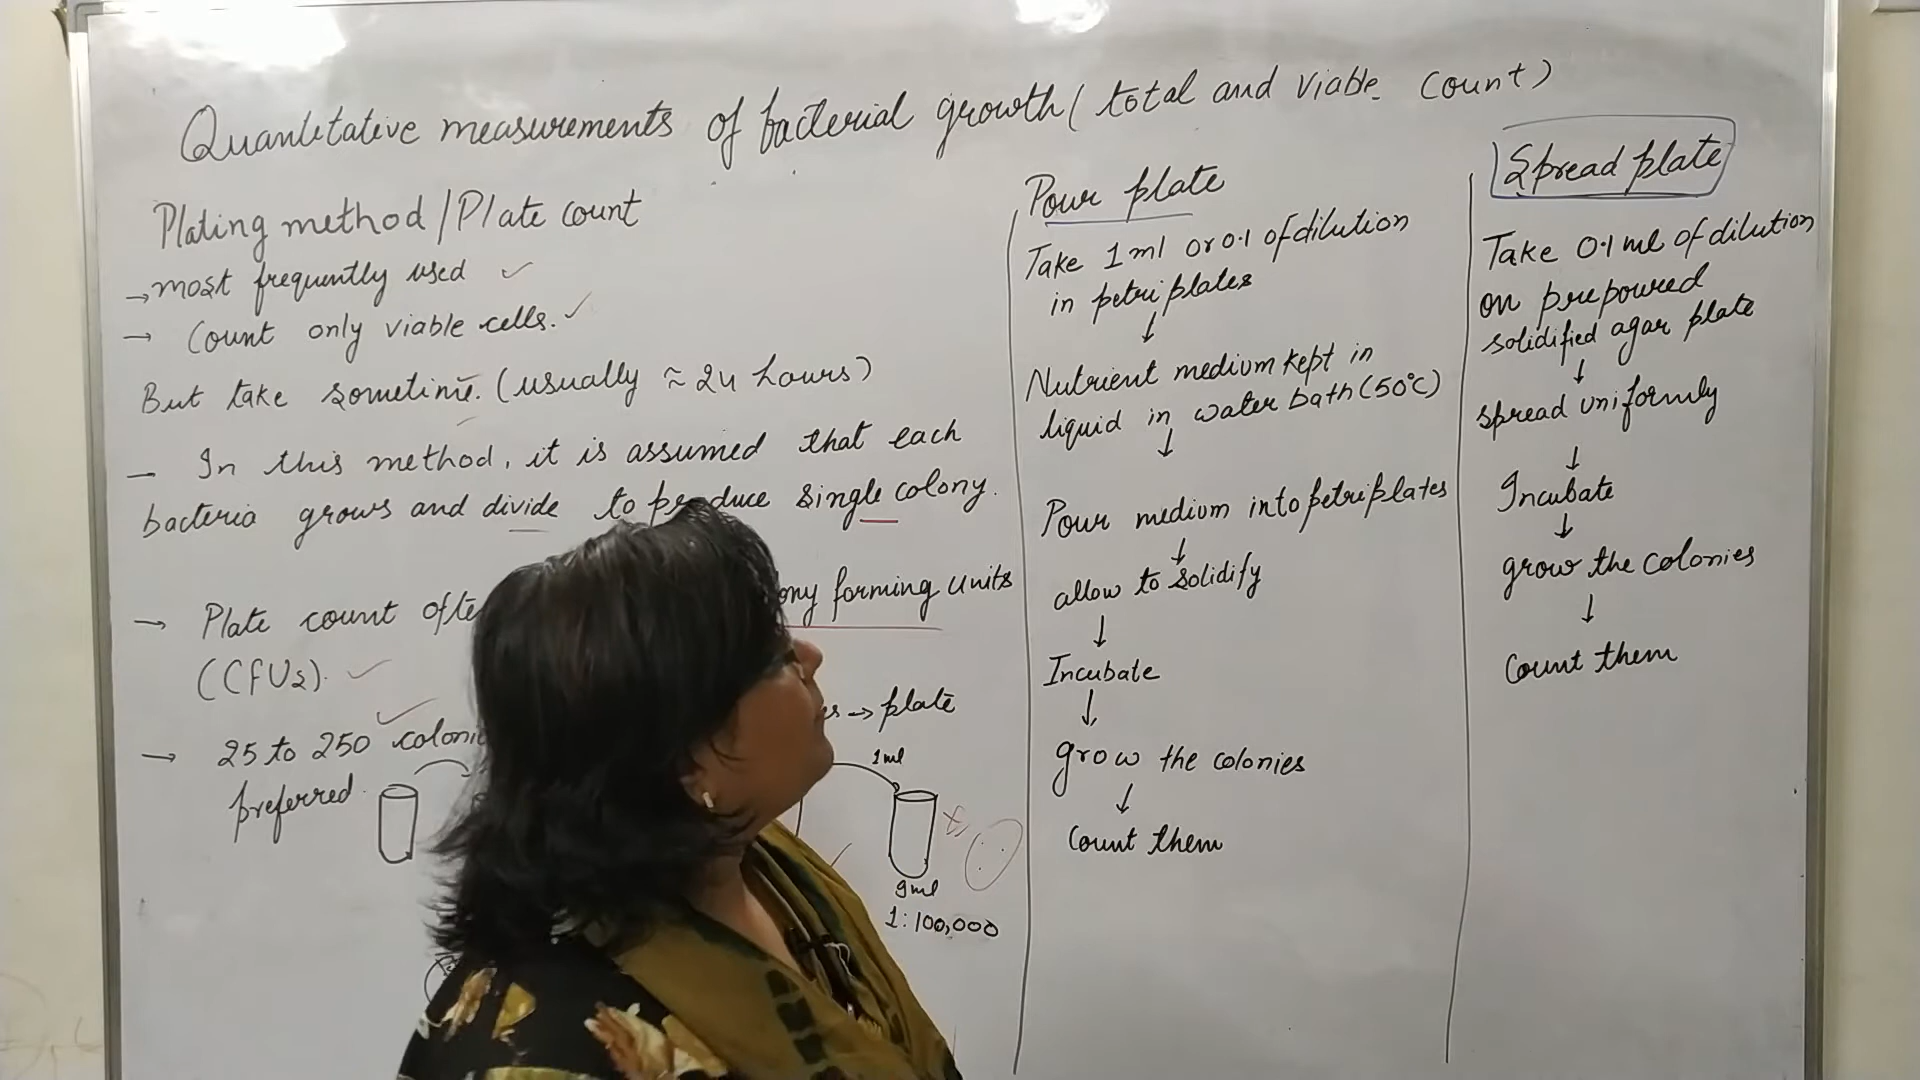 Quantitative measurements of bacterial growth (total and viable count)
Plating method/Plate count
→ most frequently used ✓
→ Count only viable cells. ✓
But take sometime. (usually ≈ 24 hours)
— In this method, it is assumed that each
bacteria grows and divide to produce single colony.
→ Plate count ony forming units
(CFUs). ✓
→ 25 to 250 → plate
preferred.
1ml
9ml
1:100,000
Pour plate
Take 1 ml or 0.1 of dilution
in petriplates
↓
Nutrient medium kept in
liquid in water bath (50°C)
↓
Pour medium into petriplates
↓
allow to solidify
↓
Incubate
↓
grow the colonies
↓
Count them
Spread plate
Take 0.1 ml of dilution
on prepoured
solidified agar plate
↓
spread uniformly
↓
Incubate
↓
grow the colonies
↓
Count them